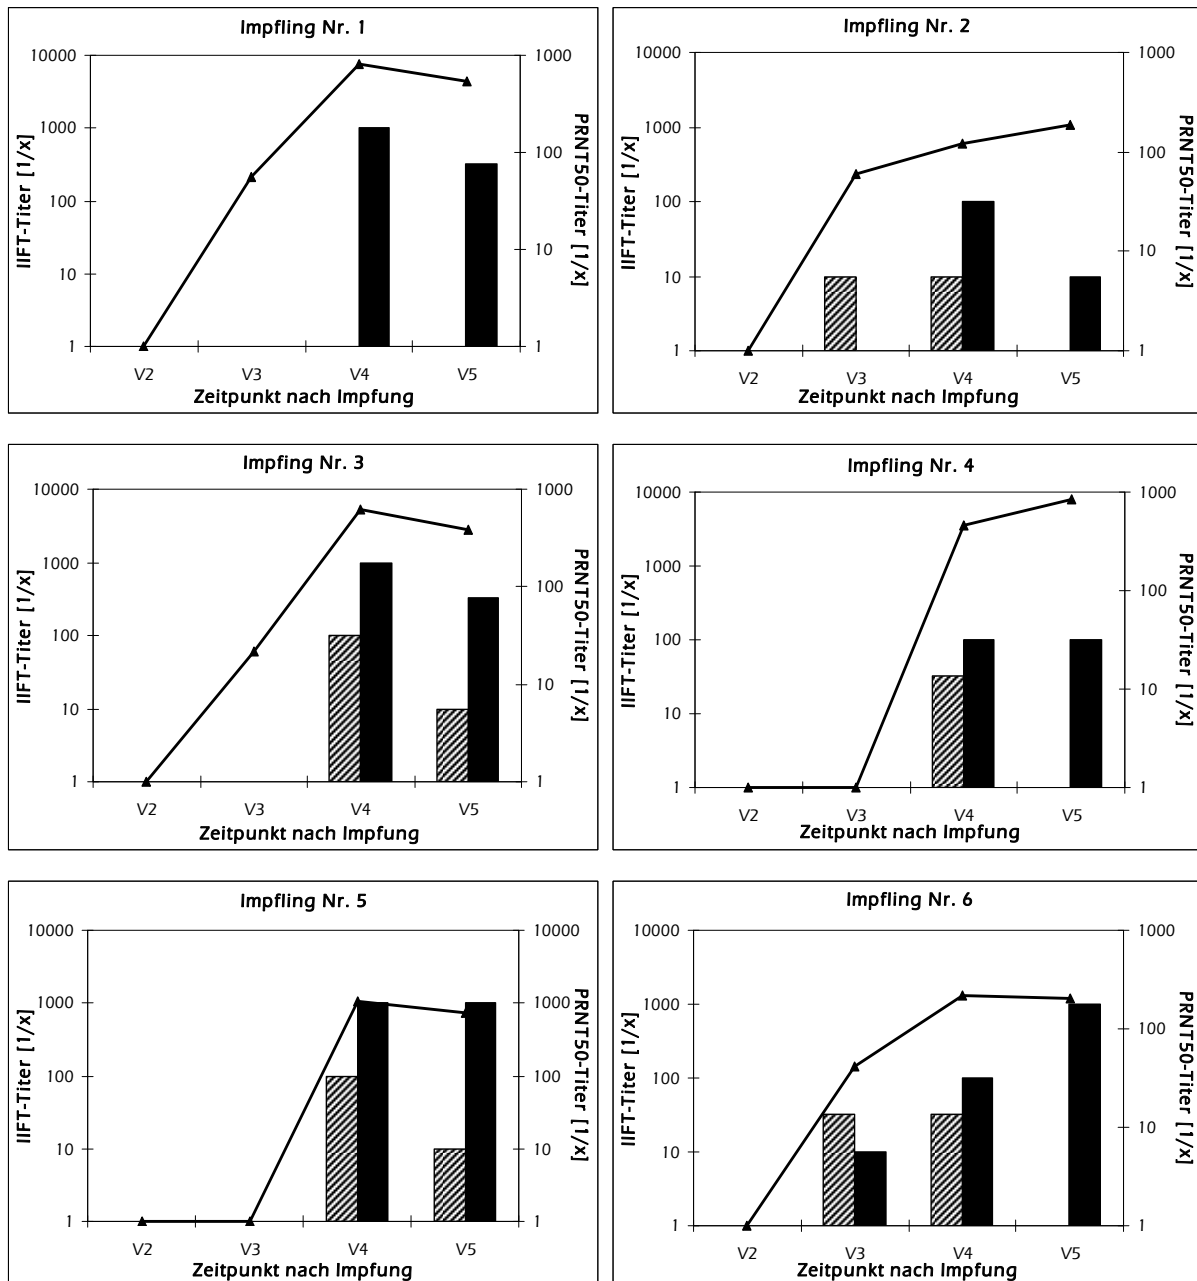 Impfling Nr. 1
10000
1000
100
10
1
IIFT-Titer [1/x]
1000
100
10
1
PRNT50-Titer [1/x]
V2 V3 V4 V5
Zeitpunkt nach Impfung
Impfling Nr. 2
10000
1000
100
10
1
IIFT-Titer [1/x]
1000
100
10
1
PRNT50-Titer [1/x]
V2 V3 V4 V5
Zeitpunkt nach Impfung
Impfing Nr. 3
10000
1000
100
10
1
IIFT-Titer [1/x]
1000
100
10
1
PRNT50-Titer [1/x]
V2 V3 V4 V5
Zeitpunkt nach Impfung
Impfling Nr. 4
10000
1000
100
10
1
IIFT-Titer [1/x]
1000
100
10
1
PRNT50-Titer [1/x]
V2 V3 V4 V5
Zeitpunkt nach Impfung
Impfling Nr. 5
10000
1000
100
10
1
IIFT-Titer [1/x]
10000
1000
100
10
1
PRNT50-Titer [1/x]
V2 V3 V4 V5
Zeitpunkt nach Impfung
Impfling Nr. 6
10000
1000
100
10
1
IIFT-Titer [1/x]
1000
100
10
1
PRNT50-Titer [1/x]
V2 V3 V4 V5
Zeitpunkt nach Impfung